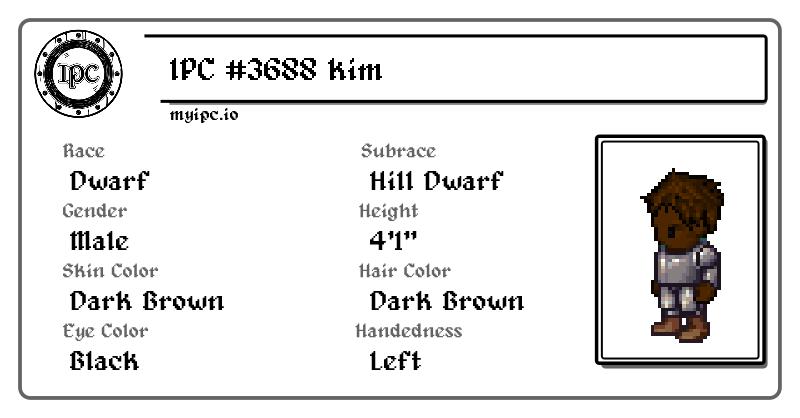 IPC
IPC #3688 kim
myipc.io
Race
Subrace
Dwarf
Hill Dwarf
Gender
Height
Male
4'1”
Skin Color
Hair Color
Dark Brown
Dark Brown
Eye Color
Handedness
Black
Left